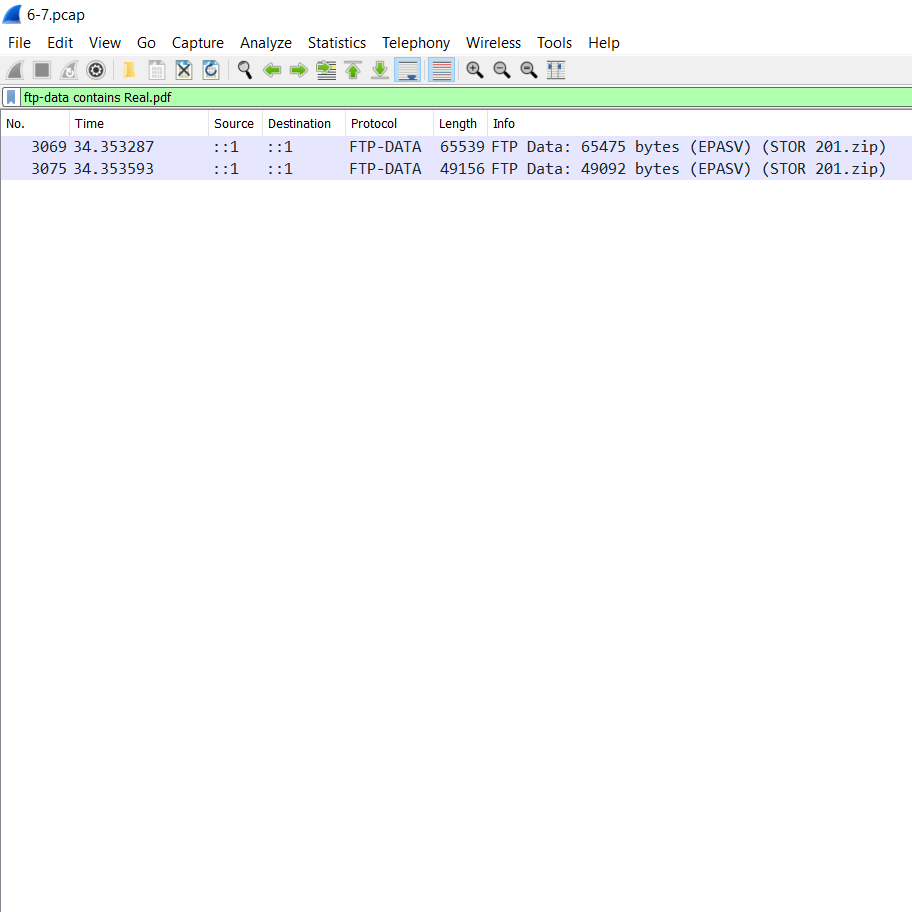 6-7.pcap
File Edit View Go Capture Analyze Statistics Telephony Wireless Tools Help
ftp-data contains Real.pdf
No. Time Source Destination Protocol Length Info
3069 34.353287 ::1 ::1 FTP-DATA 65539 FTP Data: 65475 bytes (EPASV) (STOR 201.zip)
3075 34.353593 ::1 ::1 FTP-DATA 49156 FTP Data: 49092 bytes (EPASV) (STOR 201.zip)